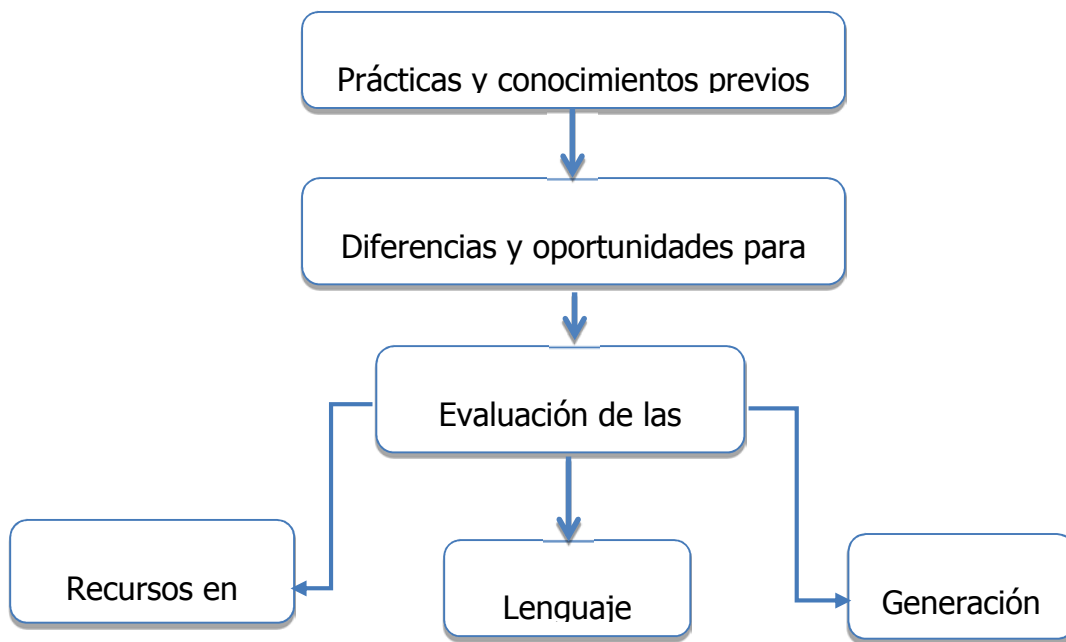 Prácticas y conocimientos previos
Diferencias y oportunidades para
Evaluación de las
Recursos en
Lenguaje
Generación